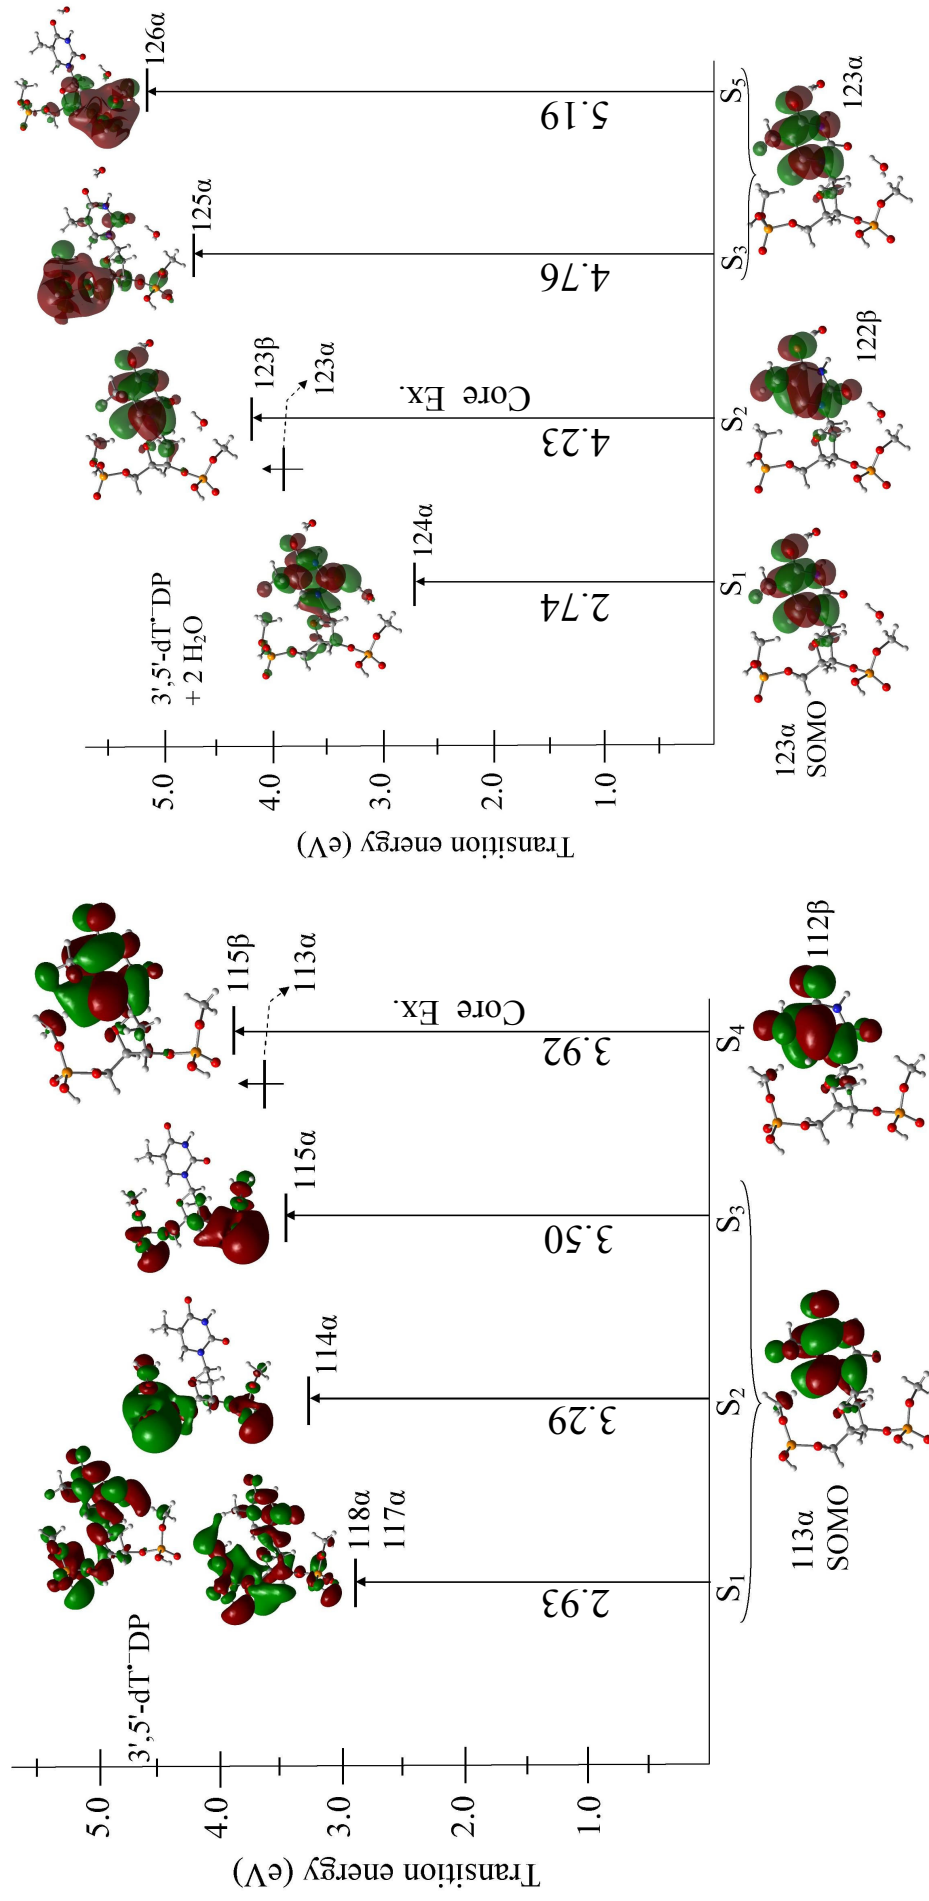 Transition energy (eV)
5.0
4.0
3.0
2.0
1.0
3',5'-dT•–DP
118α
117α
114α
115α
115β
113α
2.93
3.29
3.50
3.92
Core Ex.
S1
S2
S3
S4
113α
SOMO
112β
Transition energy (eV)
5.0
4.0
3.0
2.0
1.0
3',5'-dT•–DP
+ 2 H2O
124α
123β
123α
125α
126α
2.74
4.23
Core Ex.
4.76
5.19
S1
S2
S3
S5
123α
SOMO
122β
123α